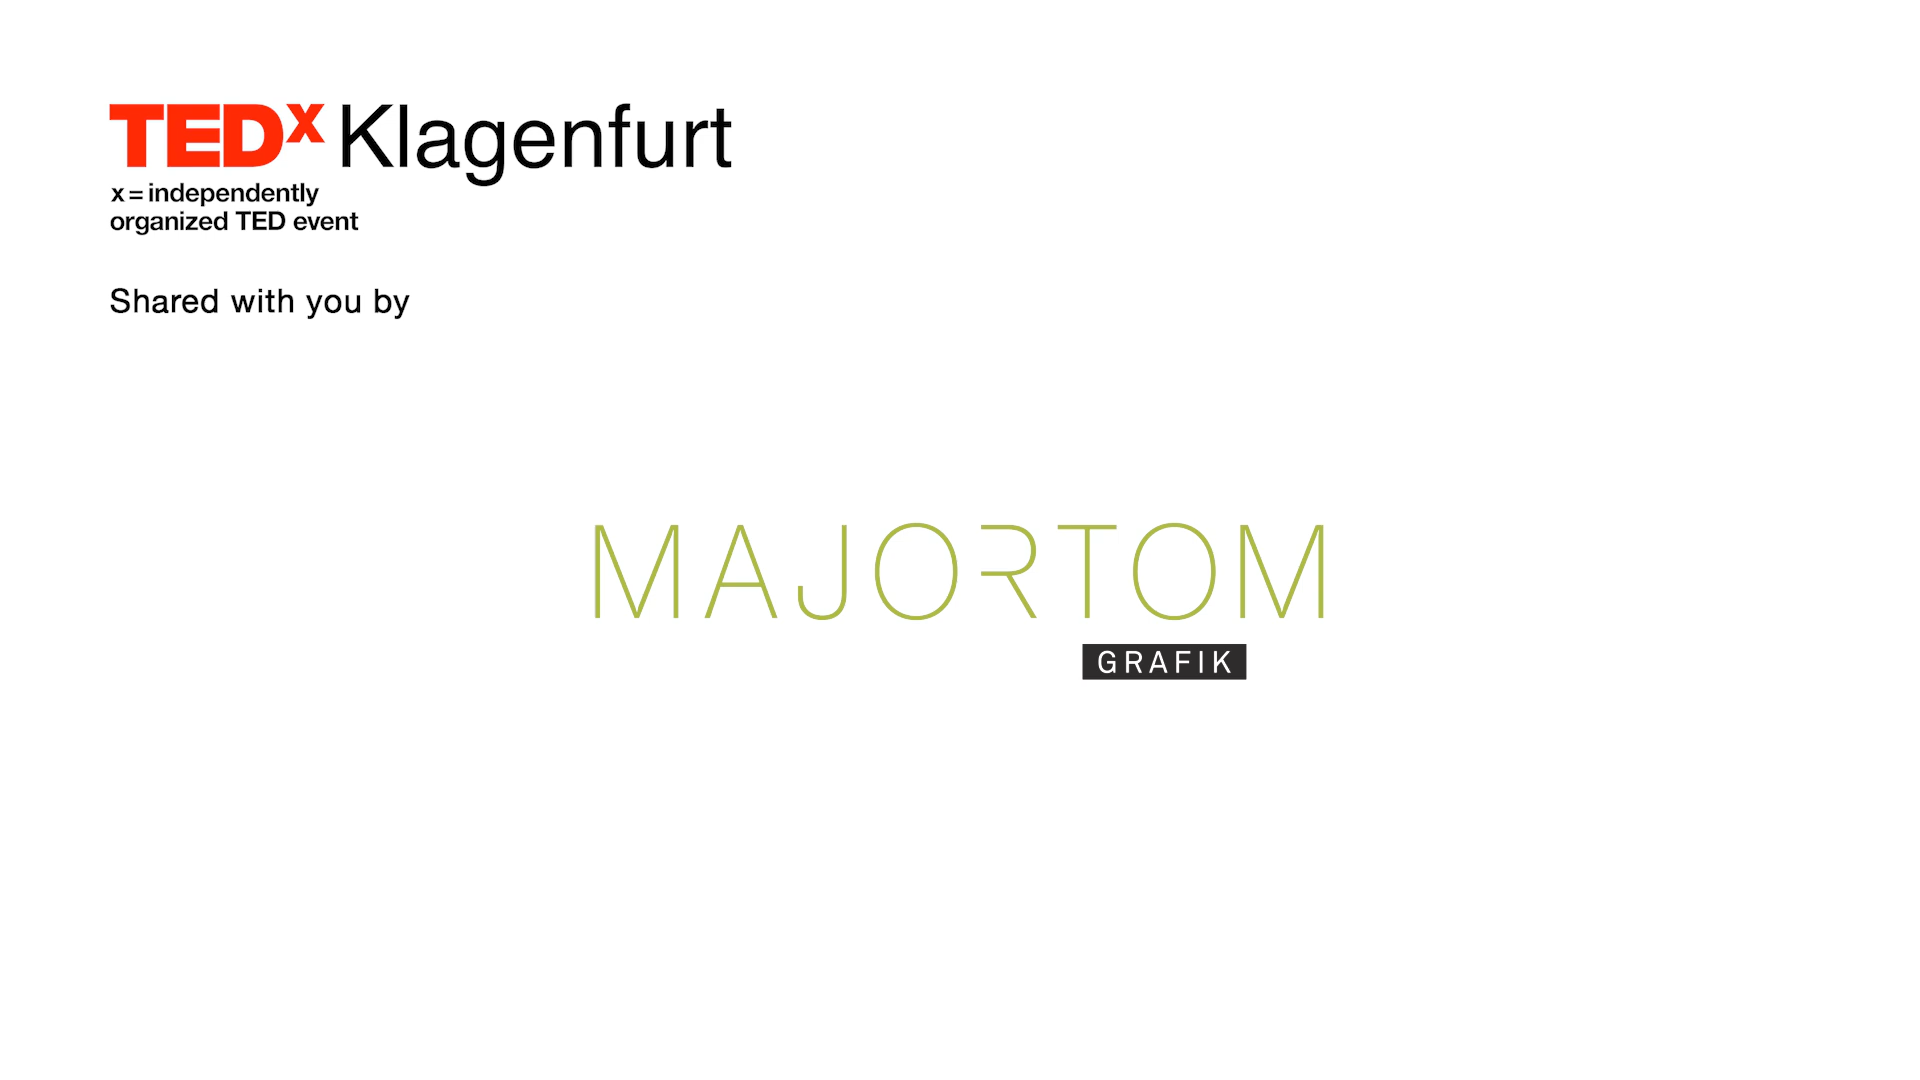 TEDx Klagenfurt
x = independently
organized TED event
Shared with you by
MAJORTOM
GRAFIK